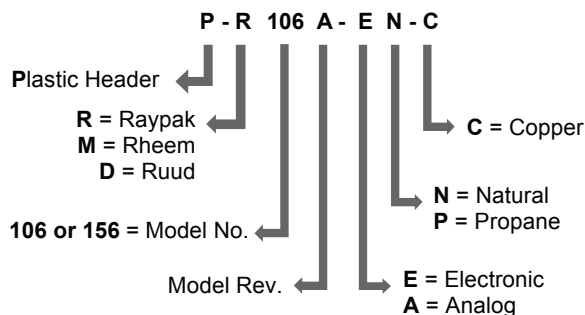 P - R 106 A - E N - C
Plastic Header
R = Raypak
M = Rheem
D = Ruud
C = Copper
N = Natural
P = Propane
106 or 156 = Model No.
Model Rev.
E = Electronic
A = Analog